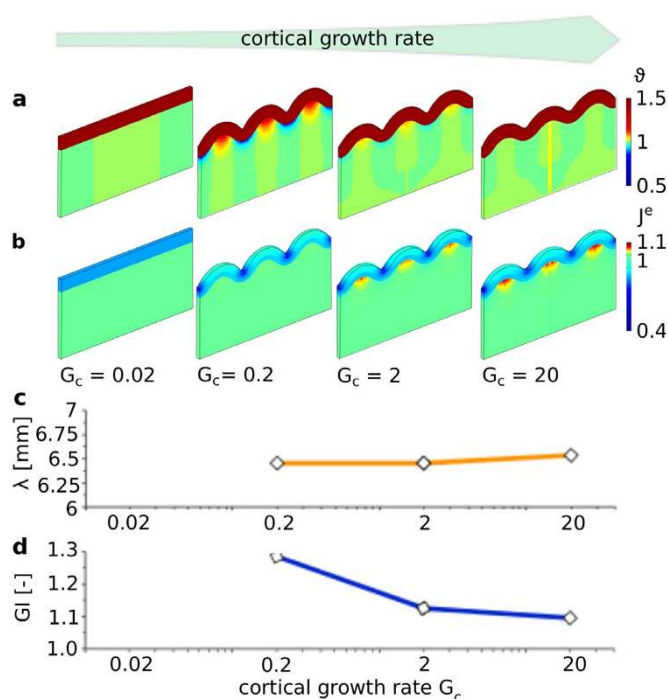 cortical growth rate
a
ϑ
1.5
1
0.5
b
Jᵉ
1.1
1
0.4
G_c = 0.02
G_c= 0.2
G_c = 2
G_c = 20
c
λ [mm]
7
6.75
6.5
6.25
6
0.02
0.2
2
20
d
GI [-]
1.3
1.2
1.1
1.0
0.02
0.2
2
20
cortical growth rate G_c